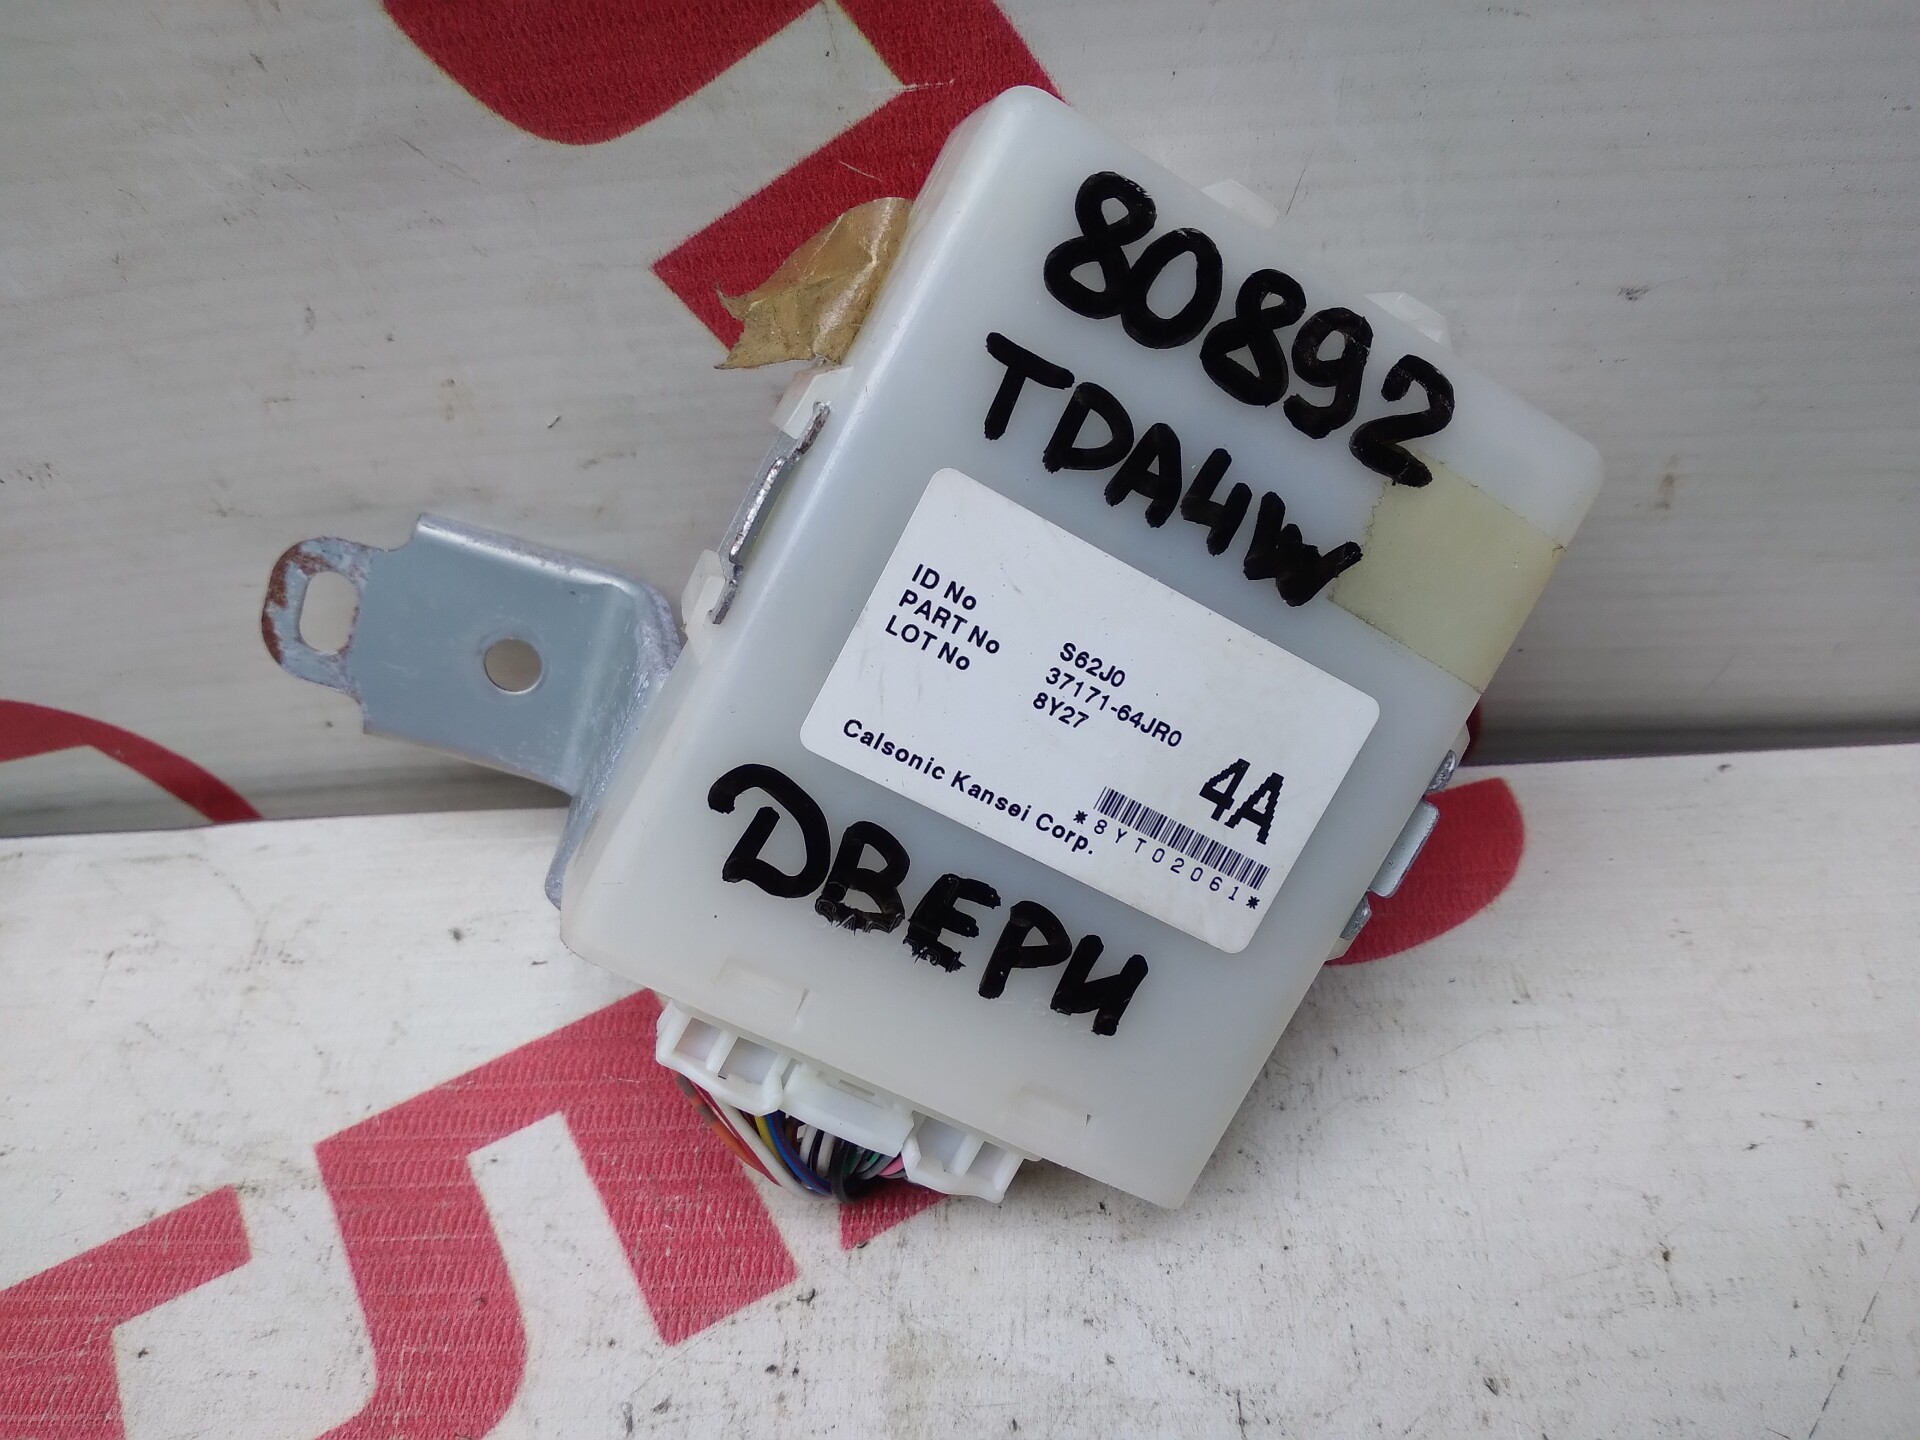 80892
TDA4W
ID No S62J0
PART No 37171-64JR0
LOT No 8Y27
4A
Calsonic Kansei Corp.
*8YT02061*
ДВЕРИ